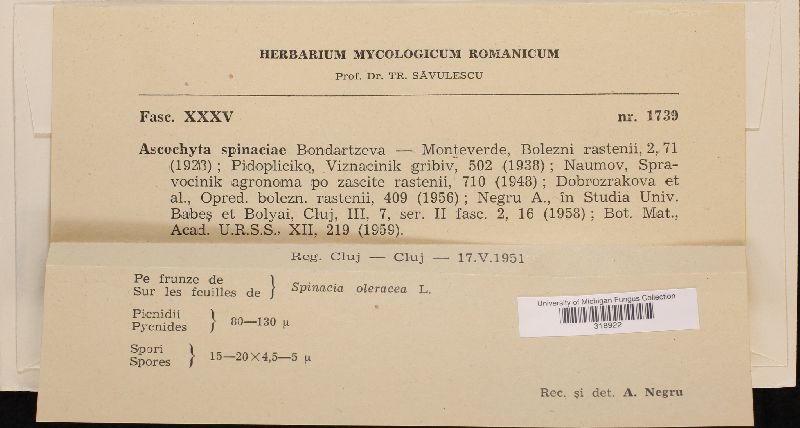 HERBARIUM MYCOLOGICUM ROMANICUM
Prof. Dr. TR. SĂVULESCU
Fasc. XXXV nr. 1739
Ascochyta spinaciae Bondartzeva — Monteverde, Bolezni rastenii, 2, 71
(1923) ; Pidopliciko, Viznacinik gribiv, 502 (1938) ; Naumov, Spra-
vocinik agronoma po zascite rastenii, 710 (1948) ; Dobrozrakova et
al., Opred. bolezn. rastenii, 409 (1956) ; Negru A., în Studia Univ.
Babeș et Bolyai, Cluj, III, 7, ser. II fasc. 2, 16 (1958) ; Bot. Mat.,
Acad. U.R.S.S., XII, 219 (1959).
Reg. Cluj — Cluj — 17.V.1951
Pe frunze de
Sur les feuilles de } Spinacia oleracea L.
Picnidii
Pycnides } 80—130 µ
Spori
Spores } 15—20×4,5—5 µ
University of Michigan Fungus Collection
318922
Rec. și det. A. Negru